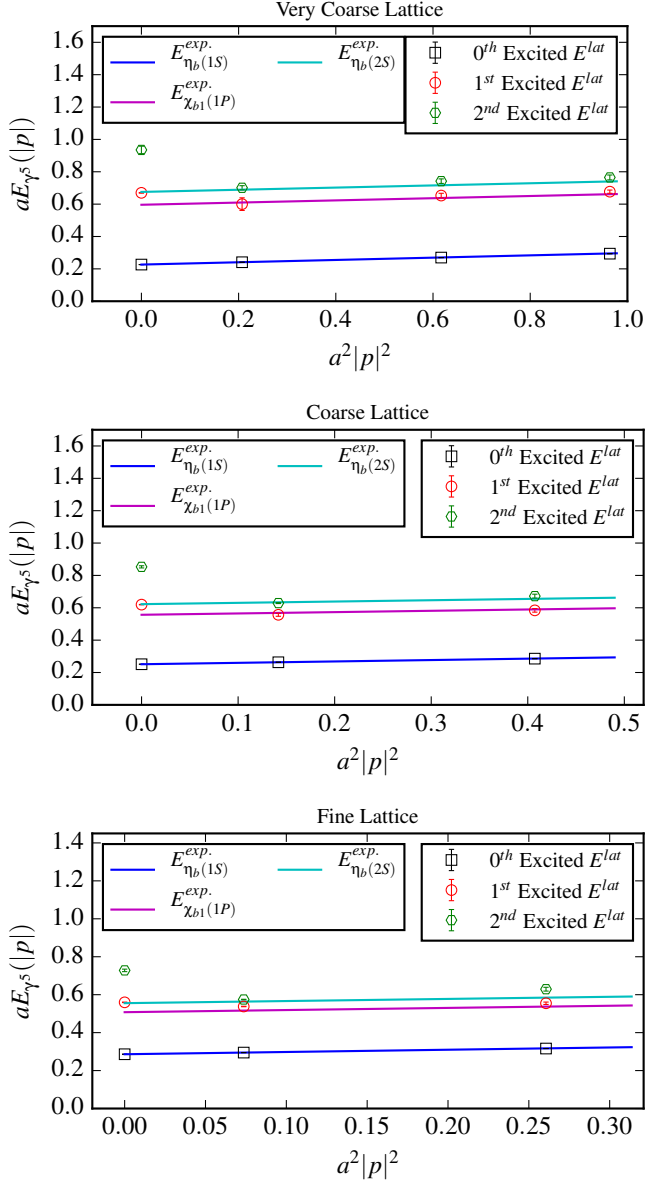 Very Coarse Lattice
aE_{γ^5}(|p|)
1.6
1.4
1.2
1.0
0.8
0.6
0.4
0.2
0.0
E^{exp.}_{η_b(1S)}
E^{exp.}_{η_b(2S)}
E^{exp.}_{χ_{b1}(1P)}
0^{th} Excited E^{lat}
1^{st} Excited E^{lat}
2^{nd} Excited E^{lat}
0.0 0.2 0.4 0.6 0.8 1.0
a^2|p|^2
Coarse Lattice
aE_{γ^5}(|p|)
1.6
1.4
1.2
1.0
0.8
0.6
0.4
0.2
0.0
E^{exp.}_{η_b(1S)}
E^{exp.}_{η_b(2S)}
E^{exp.}_{χ_{b1}(1P)}
0^{th} Excited E^{lat}
1^{st} Excited E^{lat}
2^{nd} Excited E^{lat}
0.0 0.1 0.2 0.3 0.4 0.5
a^2|p|^2
Fine Lattice
aE_{γ^5}(|p|)
1.4
1.2
1.0
0.8
0.6
0.4
0.2
0.0
E^{exp.}_{η_b(1S)}
E^{exp.}_{η_b(2S)}
E^{exp.}_{χ_{b1}(1P)}
0^{th} Excited E^{lat}
1^{st} Excited E^{lat}
2^{nd} Excited E^{lat}
0.00 0.05 0.10 0.15 0.20 0.25 0.30
a^2|p|^2